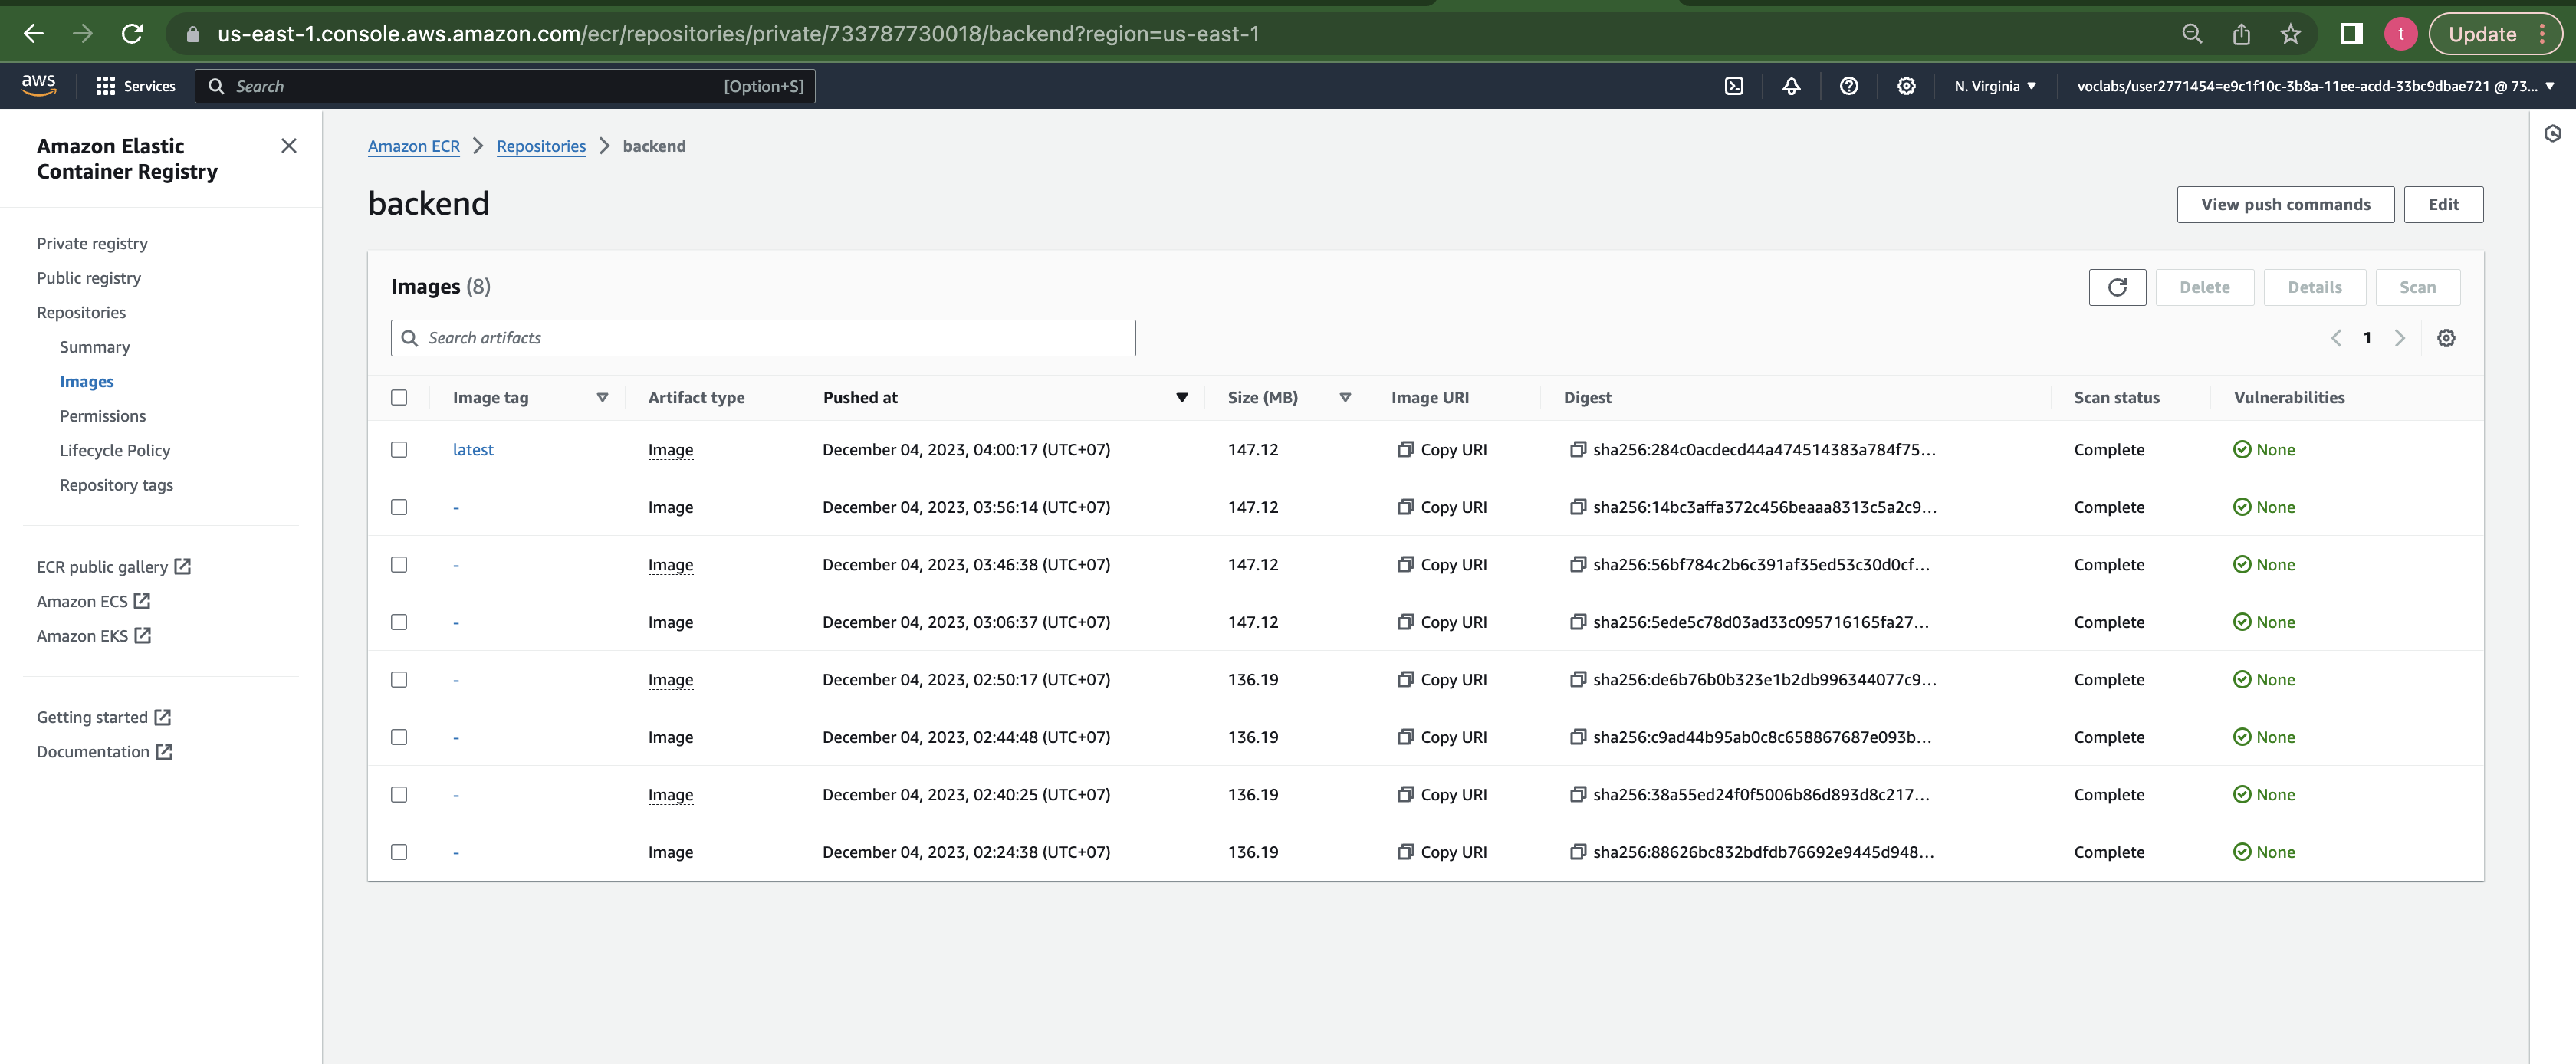 us-east-1.console.aws.amazon.com/ecr/repositories/private/733787730018/backend?region=us-east-1
t
Update
aws
Services
Search
[Option+S]
N. Virginia
voclabs/user2771454=e9c1f10c-3b8a-11ee-acdd-33bc9dbae721 @ 73...
Amazon Elastic
Container Registry
Private registry
Public registry
Repositories
Summary
Images
Permissions
Lifecycle Policy
Repository tags
ECR public gallery
Amazon ECS
Amazon EKS
Getting started
Documentation
Amazon ECR > Repositories > backend
backend
View push commands
Edit
Images (8)
Delete
Details
Scan
Search artifacts
1
Image tag Artifact type Pushed at Size (MB) Image URI Digest Scan status Vulnerabilities
latest Image December 04, 2023, 04:00:17 (UTC+07) 147.12 Copy URI sha256:284c0acdecd44a474514383a784f75... Complete None
- Image December 04, 2023, 03:56:14 (UTC+07) 147.12 Copy URI sha256:14bc3affa372c456beaaa8313c5a2c9... Complete None
- Image December 04, 2023, 03:46:38 (UTC+07) 147.12 Copy URI sha256:56bf784c2b6c391af35ed53c30d0cf... Complete None
- Image December 04, 2023, 03:06:37 (UTC+07) 147.12 Copy URI sha256:5ede5c78d03ad33c095716165fa27... Complete None
- Image December 04, 2023, 02:50:17 (UTC+07) 136.19 Copy URI sha256:de6b76b0b323e1b2db996344077c9... Complete None
- Image December 04, 2023, 02:44:48 (UTC+07) 136.19 Copy URI sha256:c9ad44b95ab0c8c658867687e093b... Complete None
- Image December 04, 2023, 02:40:25 (UTC+07) 136.19 Copy URI sha256:38a55ed24f0f5006b86d893d8c217... Complete None
- Image December 04, 2023, 02:24:38 (UTC+07) 136.19 Copy URI sha256:88626bc832bdfdb76692e9445d948... Complete None